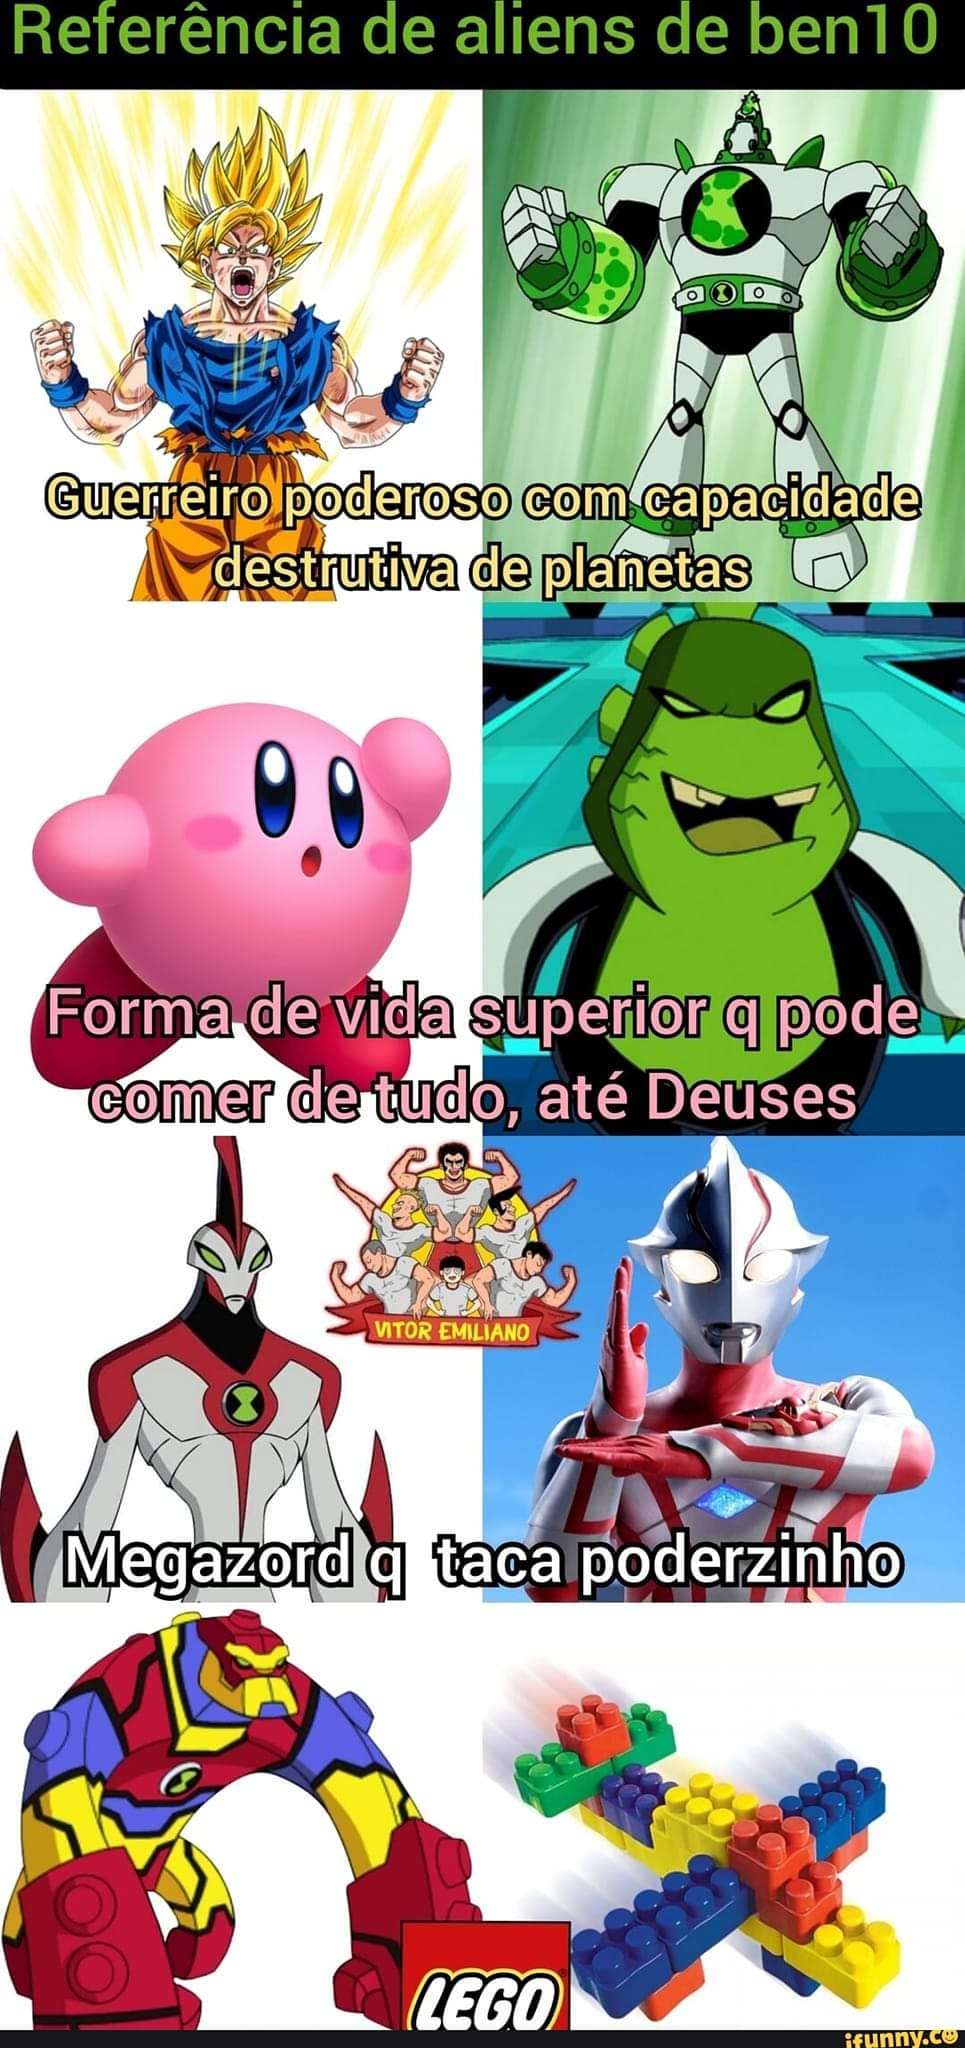 Referência de aliens de ben10
Guerreiro poderoso com capacidade
destrutiva de planetas
Forma de vida superior q pode
comer de tudo, até Deuses
VITOR EMILIANO
Megazord q taca poderzinho
LEGO
ifunny.co